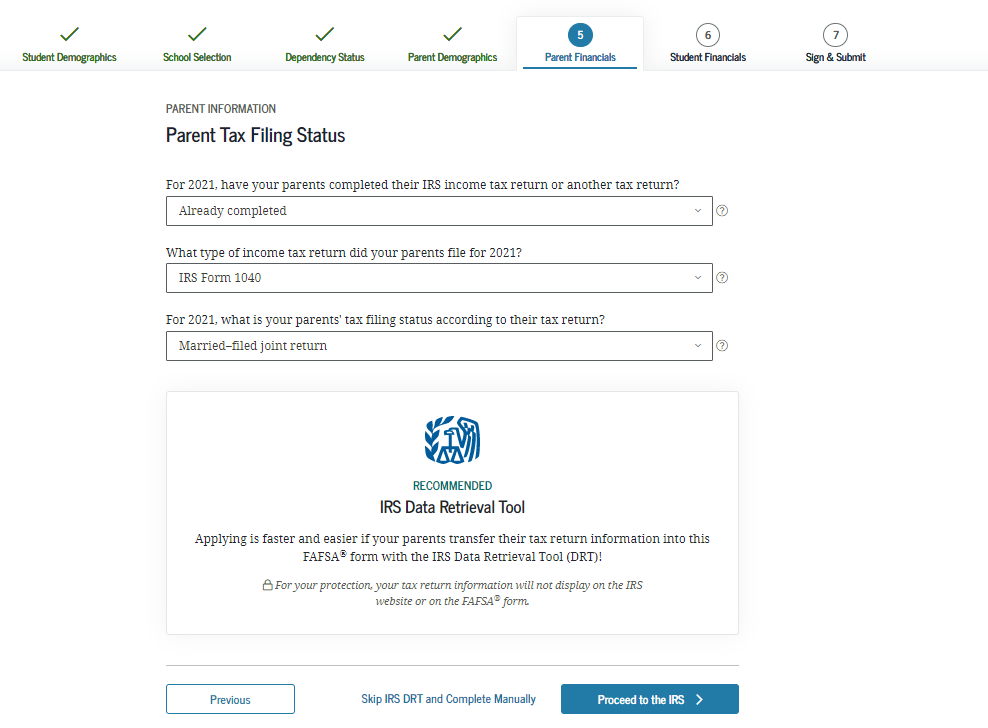 Student Demographics
School Selection
Dependency Status
Parent Demographics
5
Parent Financials
6
Student Financials
7
Sign & Submit
PARENT INFORMATION
Parent Tax Filing Status
For 2021, have your parents completed their IRS income tax return or another tax return?
Already completed
?
What type of income tax return did your parents file for 2021?
IRS Form 1040
?
For 2021, what is your parents' tax filing status according to their tax return?
Married–filed joint return
?
RECOMMENDED
IRS Data Retrieval Tool
Applying is faster and easier if your parents transfer their tax return information into this
FAFSA® form with the IRS Data Retrieval Tool (DRT)!
For your protection, your tax return information will not display on the IRS
website or on the FAFSA® form.
Previous
Skip IRS DRT and Complete Manually
Proceed to the IRS